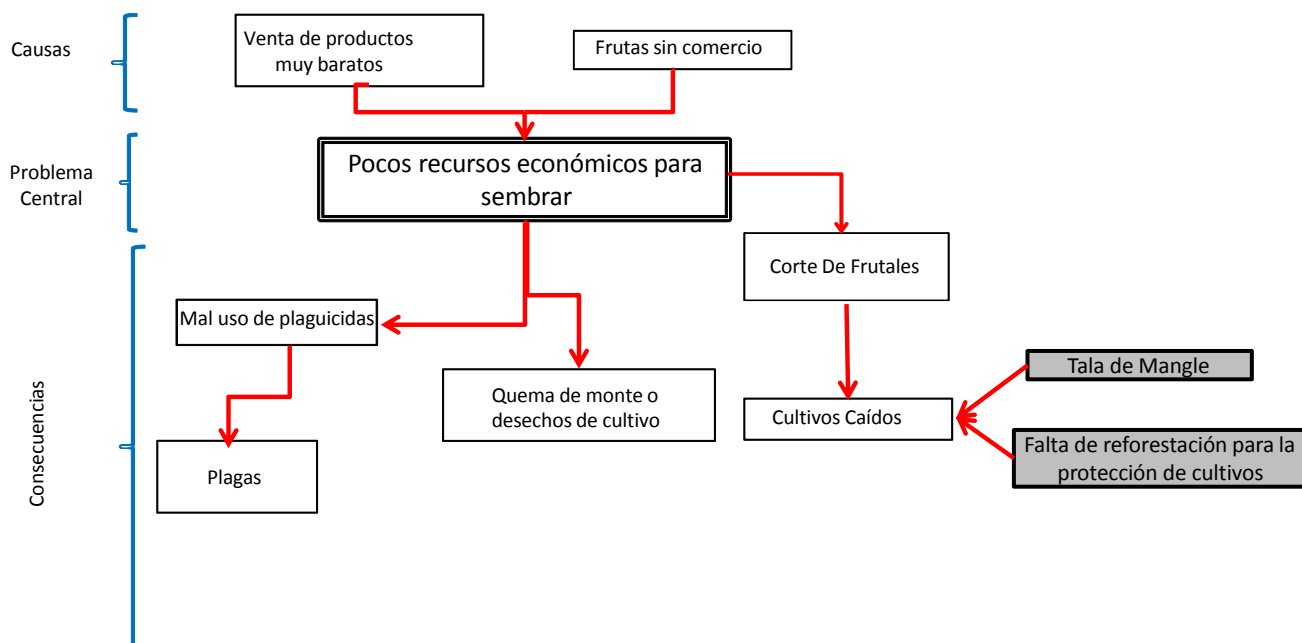 Causas
Venta de productos
muy baratos
Frutas sin comercio
Problema
Central
Pocos recursos económicos para
sembrar
Consecuencias
Corte De Frutales
Mal uso de plaguicidas
Quema de monte o
desechos de cultivo
Cultivos Caídos
Tala de Mangle
Falta de reforestación para la
protección de cultivos
Plagas